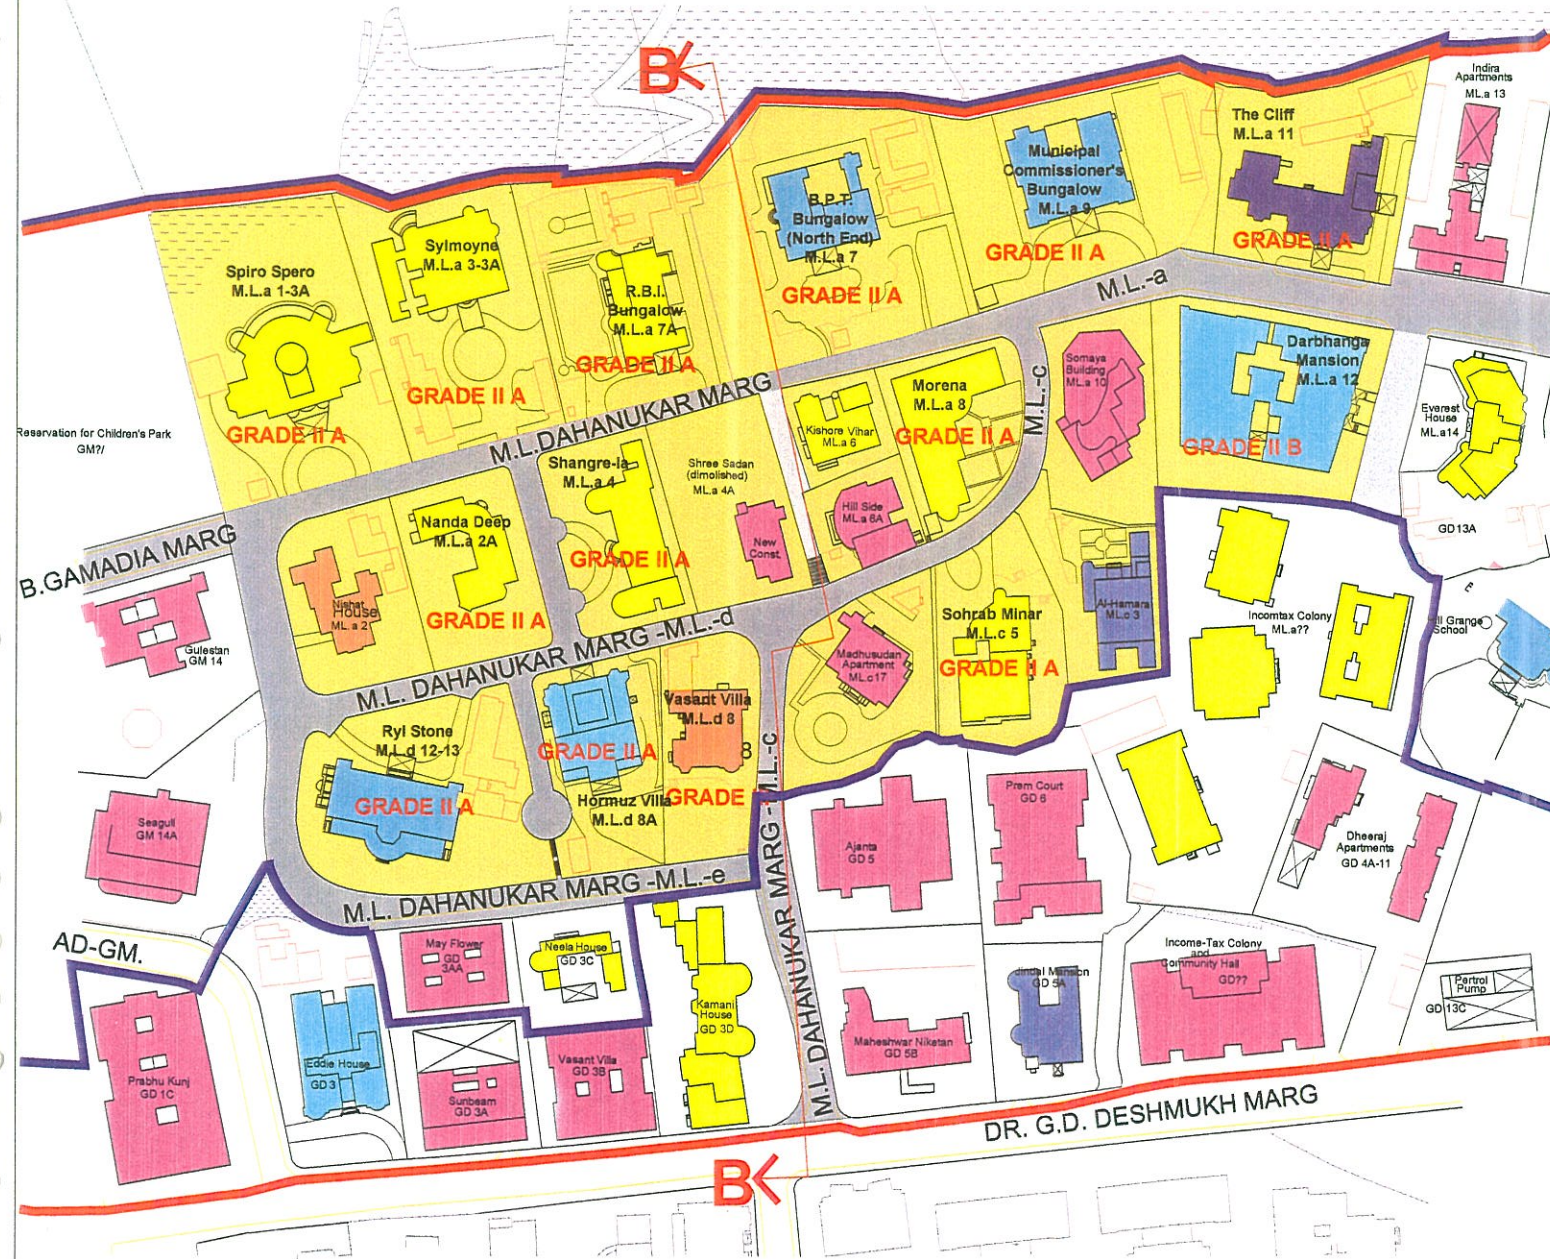 B
Indira
Apartments
ML.a 13
The Cliff
M.L.a 11
GRADE II A
Municipal
Commissioner's
Bungalow
M.L.a 9
GRADE II A
B.P.T.
Bungalow
(North End)
M.L.a 7
GRADE II A
Sylmoyne
M.L.a 3-3A
GRADE II A
Spiro Spero
M.L.a 1-3A
GRADE II A
R.B.I.
Bungalow
M.L.a 7A
GRADE II A
M.L.-a
Darbhanga
Mansion
M.L.a 12
GRADE II B
Somaya
Building
ML.a 10
M.L.-c
Morena
M.L.a 8
GRADE II A
Kishore Vihar
ML.a 6
Everest
House
ML.a14
Reservation for Children's Park
GM?/
M.L.DAHANUKAR MARG
Shangre-la
M.L.a 4
GRADE II A
Shree Sadan
(dimolished)
ML.a 4A
New
Const.
Hill Side
ML.a 6A
GD13A
B.GAMADIA MARG
Nanda Deep
M.L.a 2A
GRADE II A
Nishat
House
ML.a 2
Gulestan
GM 14
M.L. DAHANUKAR MARG -M.L.-d
Sohrab Minar
M.L.c 5
GRADE II A
Al-Hamara
ML.c 3
Incomtax Colony
ML.a??
Hill Grange
School
Madhusudan
Apartment
ML.c17
Ryl Stone
M.L.d 12-13
GRADE II A
GRADE II A
Hormuz Villa
M.L.d 8A
Vasant Villa
M.L.d 8
8
GRADE
Seagull
GM 14A
Ajanta
GD 5
Prem Court
GD 6
Dheeraj
Apartments
GD 4A-11
M.L. DAHANUKAR MARG -M.L.-e
M.L.DAHANUKAR MARG -M.L.-c
AD-GM.
May Flower
GD
3AA
Neela House
GD 3C
Kamani
House
GD 3D
Jindal Mansion
GD 5A
Income-Tax Colony
and
Community Hall
GD??
Pertrol
Pump
GD 13C
Prabhu Kunj
GD 1C
Eddie House
GD 3
Sunbeam
GD 3A
Vasant Villa
GD 3B
Maheshwar Niketan
GD 5B
DR. G.D. DESHMUKH MARG
B